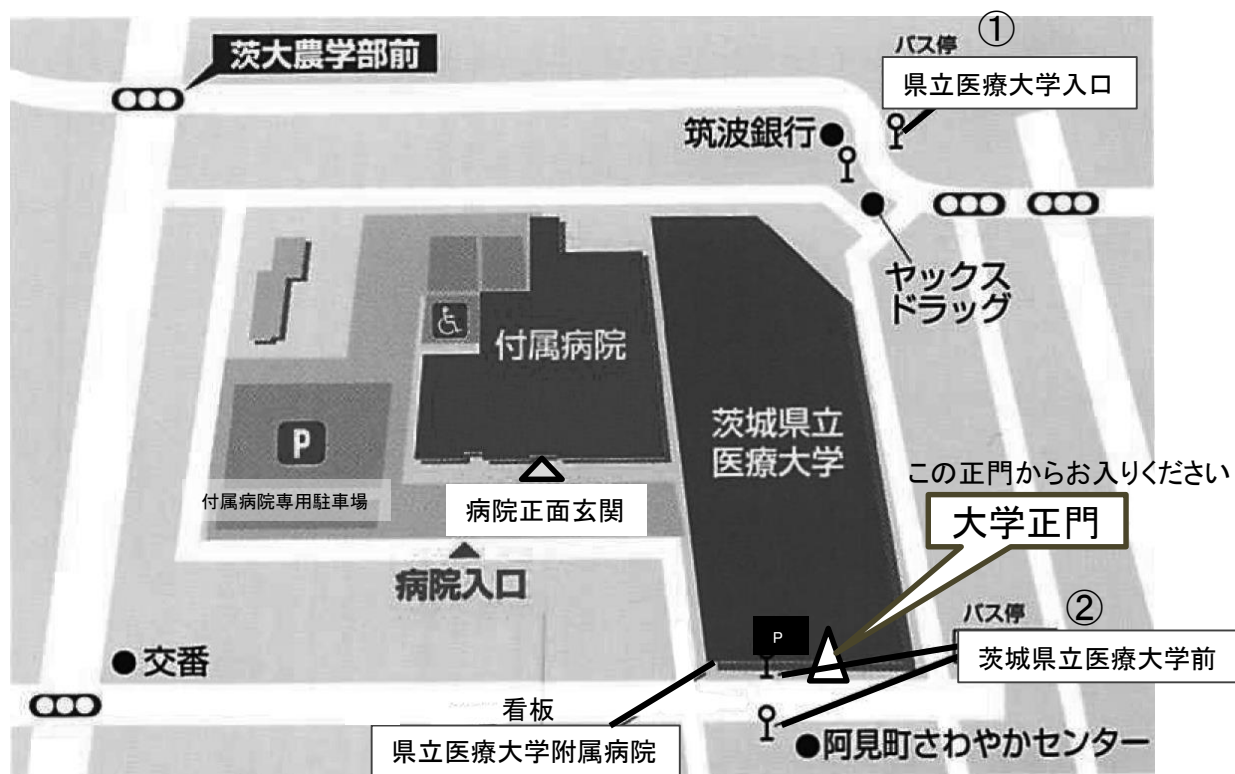 茨大農学部前
バス停 ①
県立医療大学入口
筑波銀行
ヤックス
ドラッグ
付属病院
茨城県立
医療大学
P
付属病院専用駐車場
病院正面玄関
この正門からお入りください
大学正門
病院入口
バス停 ②
茨城県立医療大学前
P
交番
看板
県立医療大学附属病院
阿見町さわやかセンター